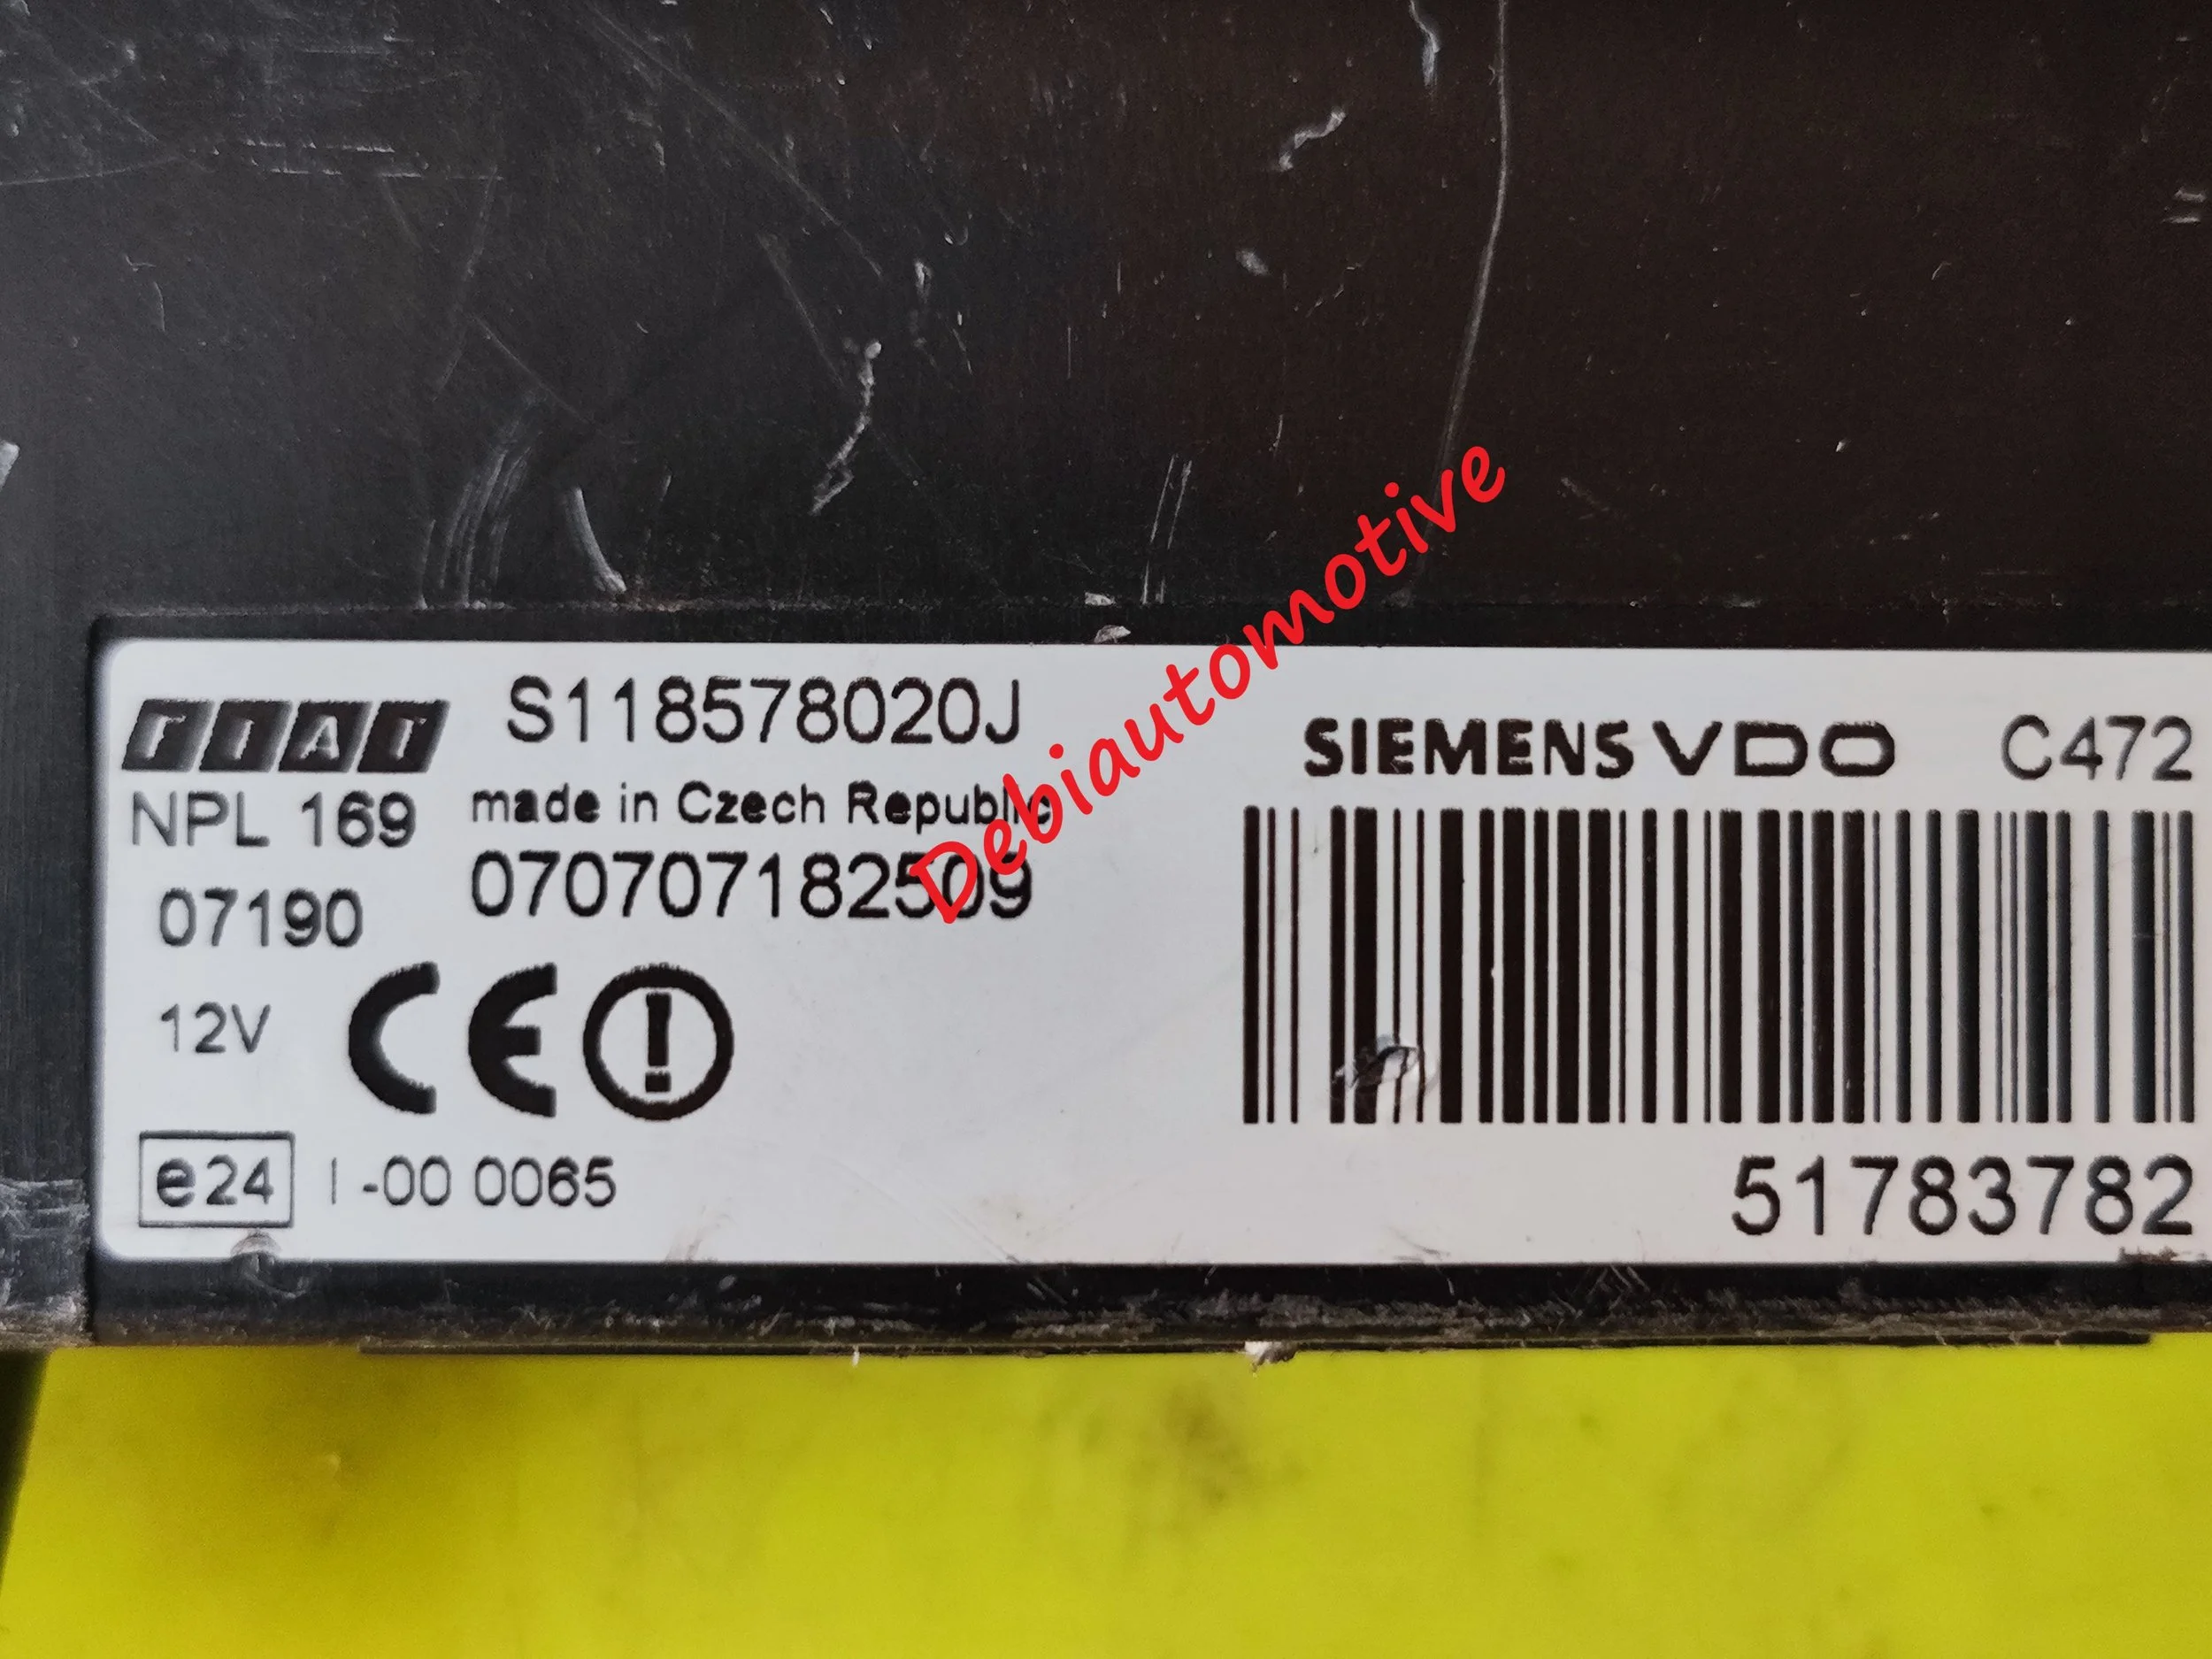 FIAT
S118578020J
SIEMENS VDO C472
NPL 169
made in Czech Republic
07190
070707182509
12V
CE
e24 I -00 0065
51783782
Debiautomotive